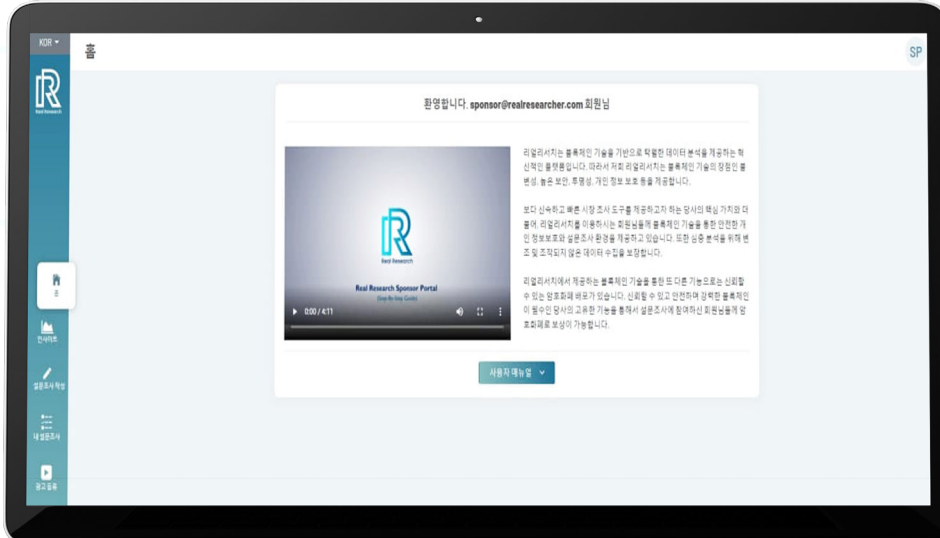 KOR
홈
SP
Real Research
환영합니다. sponsor@realresearcher.com 회원님
Real Research
Real Research Sponsor Portal
(Step-By-Step Guide)
0:00 / 4:11
리얼리서치는 블록체인 기술을 기반으로 탁월한 데이터 분석을 제공하는 혁
신적인 플랫폼입니다. 따라서 저희 리얼리서치는 블록체인 기술의 장점인 불
변성, 높은 보안, 투명성, 개인 정보 보호 등을 제공합니다.
보다 신속하고 빠른 시장 조사 도구를 제공하고자 하는 당사의 핵심 가치와 더
불어, 리얼리서치를 이용하시는 회원님들께 블록체인 기술을 통한 안전한 개
인 정보보호와 설문조사 환경을 제공하고 있습니다. 또한 심층 분석을 위해 변
조 및 조작되지 않은 데이터 수집을 보장합니다.
리얼리서치에서 제공하는 블록체인 기술을 통한 또 다른 기능으로는 신뢰할
수 있는 암호화폐 배포가 있습니다. 신뢰할 수 있고 안전하며 강력한 블록체인
이 필수인 당사의 고유한 기능을 통해서 설문조사에 참여하신 회원님들께 암
호화폐로 보상이 가능합니다.
사용자 매뉴얼
홈
인사이트
설문조사 작성
내 설문조사
광고 등록